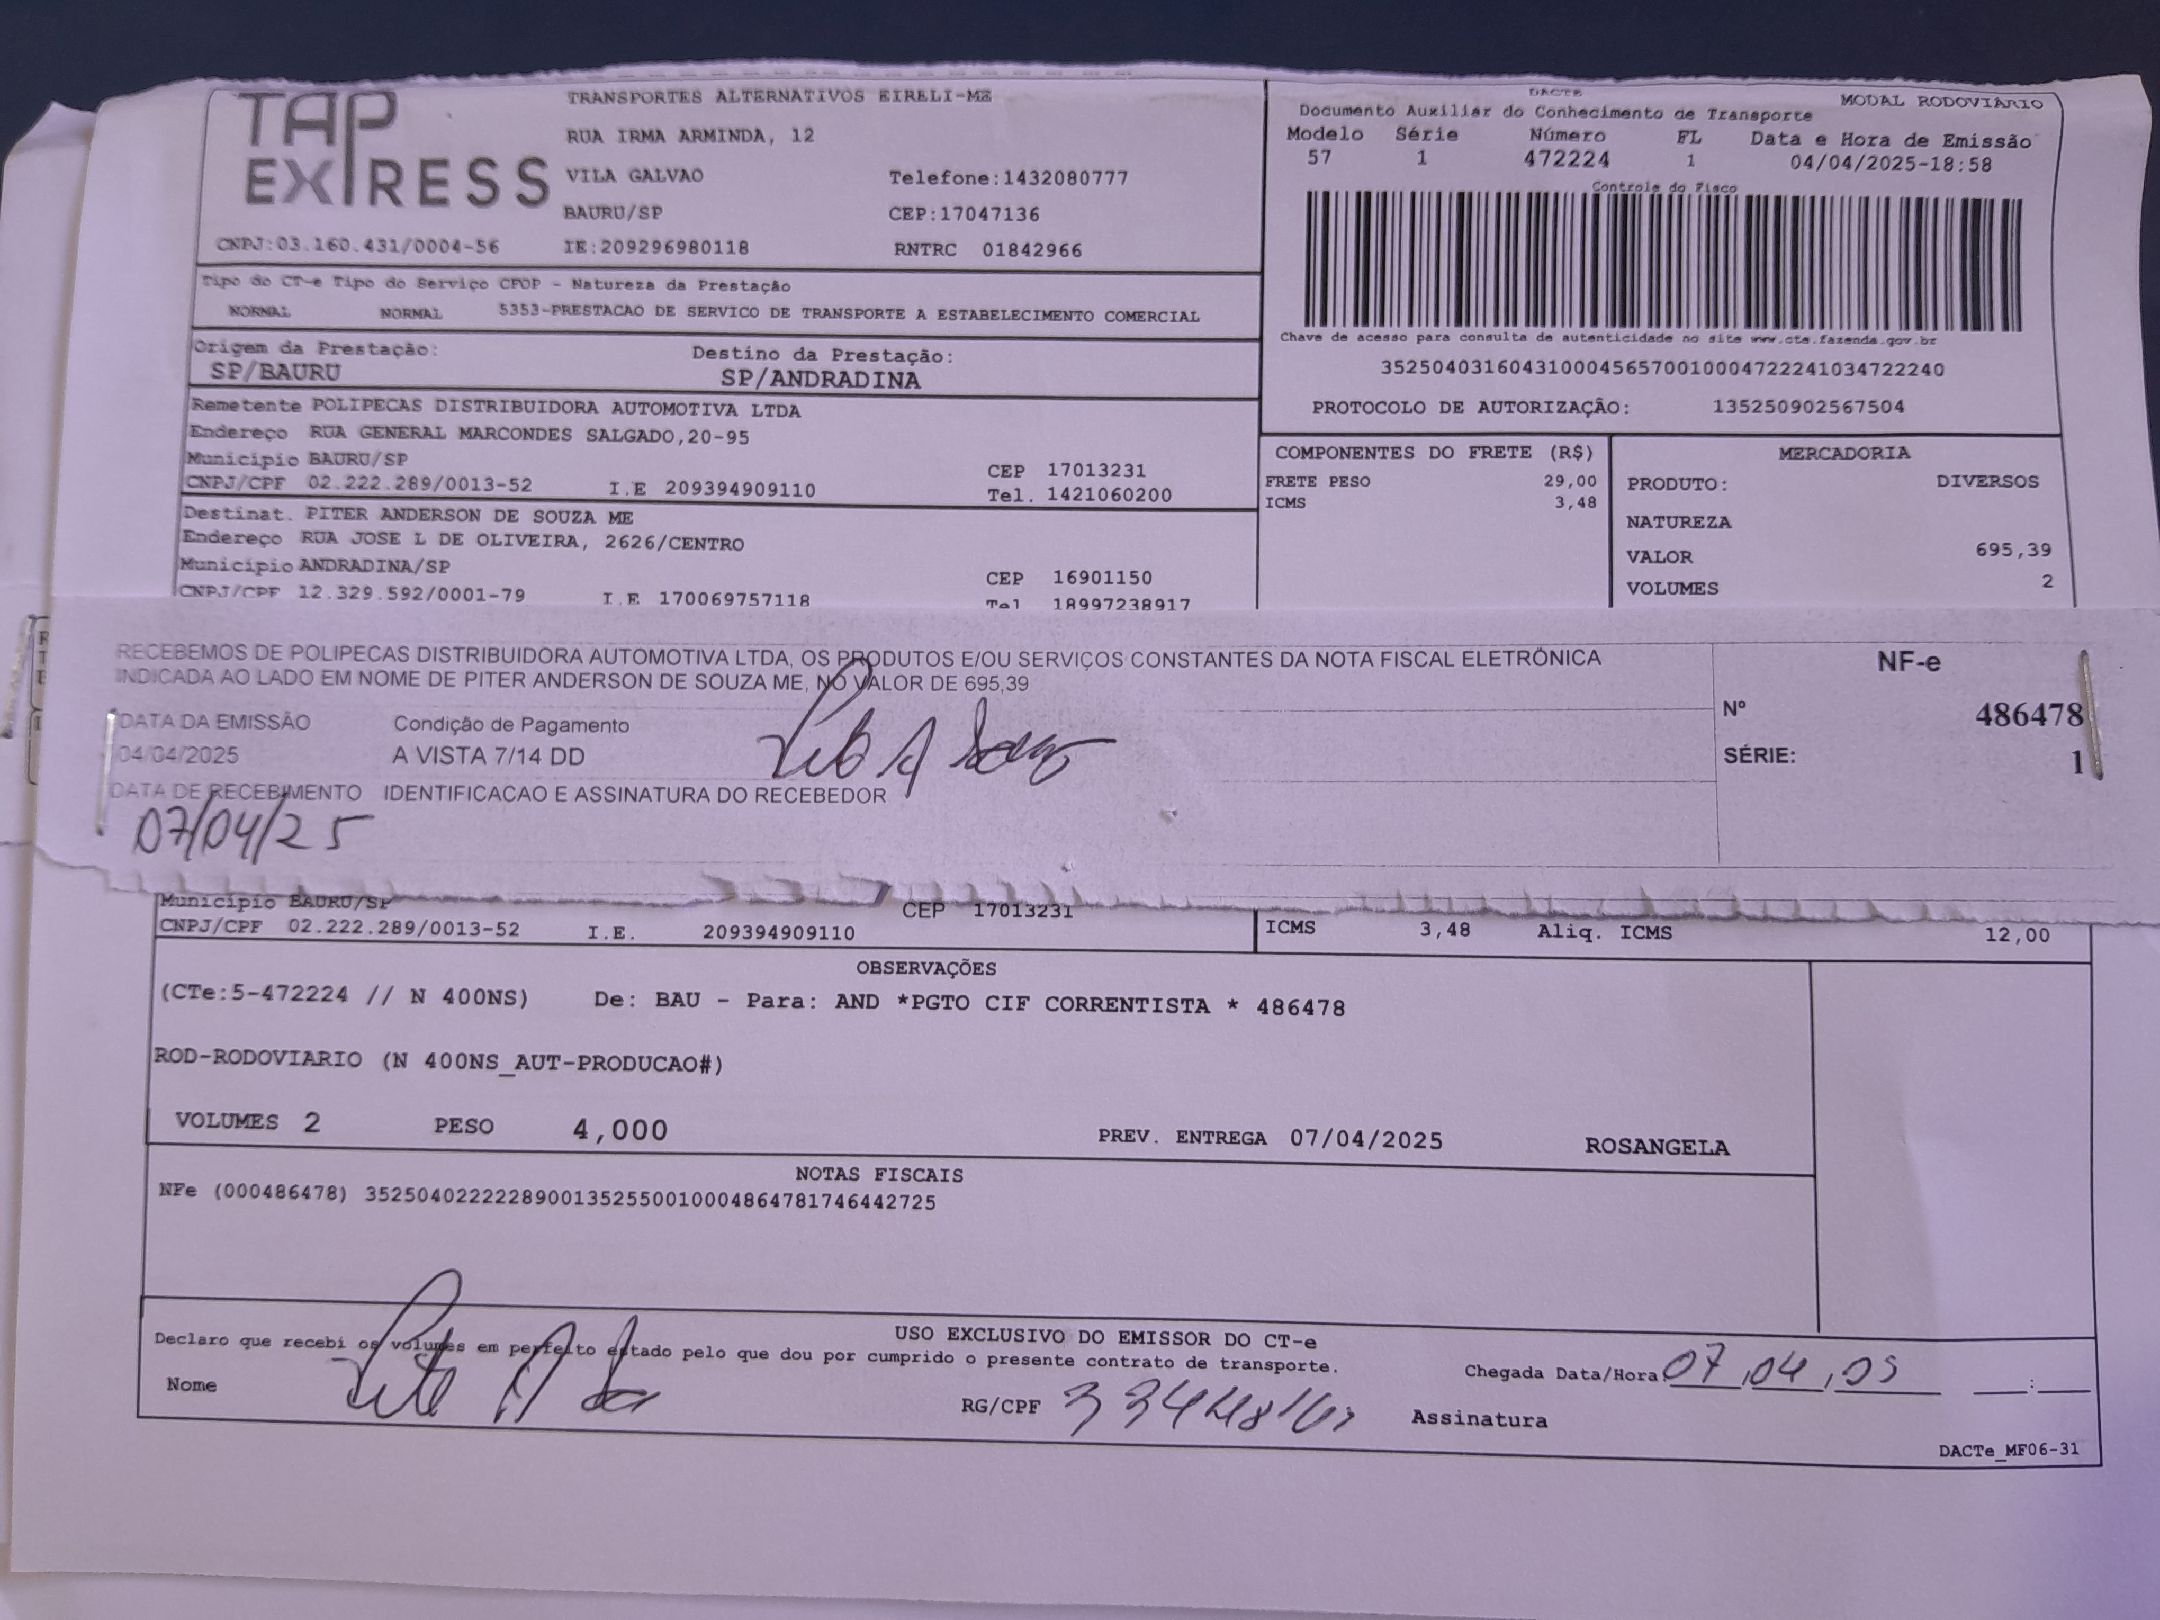 TAP EXPRESS
TRANSPORTES ALTERNATIVOS EIRELI-ME
RUA IRMA ARMINDA, 12
VILA GALVAO Telefone:1432080777
BAURU/SP CEP:17047136
CNPJ:03.160.431/0004-56 IE:209296980118 RNTRC 01842966
DACTE
MODAL RODOVIÁRIO
Documento Auxiliar do Conhecimento de Transporte
Modelo Série Número FL Data e Hora de Emissão
57 1 472224 1 04/04/2025-18:58
Controle do Fisco
Chave de acesso para consulta de autenticidade no site www.cte.fazenda.gov.br
35250403160431000456570010004722241034722240
PROTOCOLO DE AUTORIZAÇÃO: 135250902567504
Tipo do CT-e Tipo do Serviço CFOP - Natureza da Prestação
NORMAL NORMAL 5353-PRESTACAO DE SERVICO DE TRANSPORTE A ESTABELECIMENTO COMERCIAL
Origem da Prestação: Destino da Prestação:
SP/BAURU SP/ANDRADINA
Remetente POLIPECAS DISTRIBUIDORA AUTOMOTIVA LTDA
Endereço RUA GENERAL MARCONDES SALGADO,20-95
Município BAURU/SP CEP 17013231
CNPJ/CPF 02.222.289/0013-52 I.E 209394909110 Tel. 1421060200
Destinat. PITER ANDERSON DE SOUZA ME
Endereço RUA JOSE L DE OLIVEIRA, 2626/CENTRO
Município ANDRADINA/SP CEP 16901150
CNPJ/CPF 12.329.592/0001-79 I.E 170069757118 Tel 18997238917
COMPONENTES DO FRETE (R$)
FRETE PESO 29,00
ICMS 3,48
MERCADORIA
PRODUTO: DIVERSOS
NATUREZA
VALOR 695,39
VOLUMES 2
RECEBEMOS DE POLIPECAS DISTRIBUIDORA AUTOMOTIVA LTDA, OS PRODUTOS E/OU SERVIÇOS CONSTANTES DA NOTA FISCAL ELETRÔNICA
INDICADA AO LADO EM NOME DE PITER ANDERSON DE SOUZA ME, NO VALOR DE 695,39
DATA DA EMISSÃO Condição de Pagamento
04/04/2025 A VISTA 7/14 DD
DATA DE RECEBIMENTO IDENTIFICACAO E ASSINATURA DO RECEBEDOR
07/04/25
NF-e
Nº 486478
SÉRIE: 1
Município BAURU/SP CEP 17013231
CNPJ/CPF 02.222.289/0013-52 I.E. 209394909110
ICMS 3,48 Aliq. ICMS 12,00
OBSERVAÇÕES
(CTe:5-472224 // N 400NS) De: BAU - Para: AND *PGTO CIF CORRENTISTA * 486478
ROD-RODOVIARIO (N 400NS_AUT-PRODUCAO#)
VOLUMES 2 PESO 4,000 PREV. ENTREGA 07/04/2025 ROSANGELA
NOTAS FISCAIS
NFe (000486478) 35250402222289001352550010004864781746442725
USO EXCLUSIVO DO EMISSOR DO CT-e
Declaro que recebi os volumes em perfeito estado pelo que dou por cumprido o presente contrato de transporte.
Chegada Data/Hora: 07,04,
Nome RG/CPF Assinatura
DACTe_MF06-31